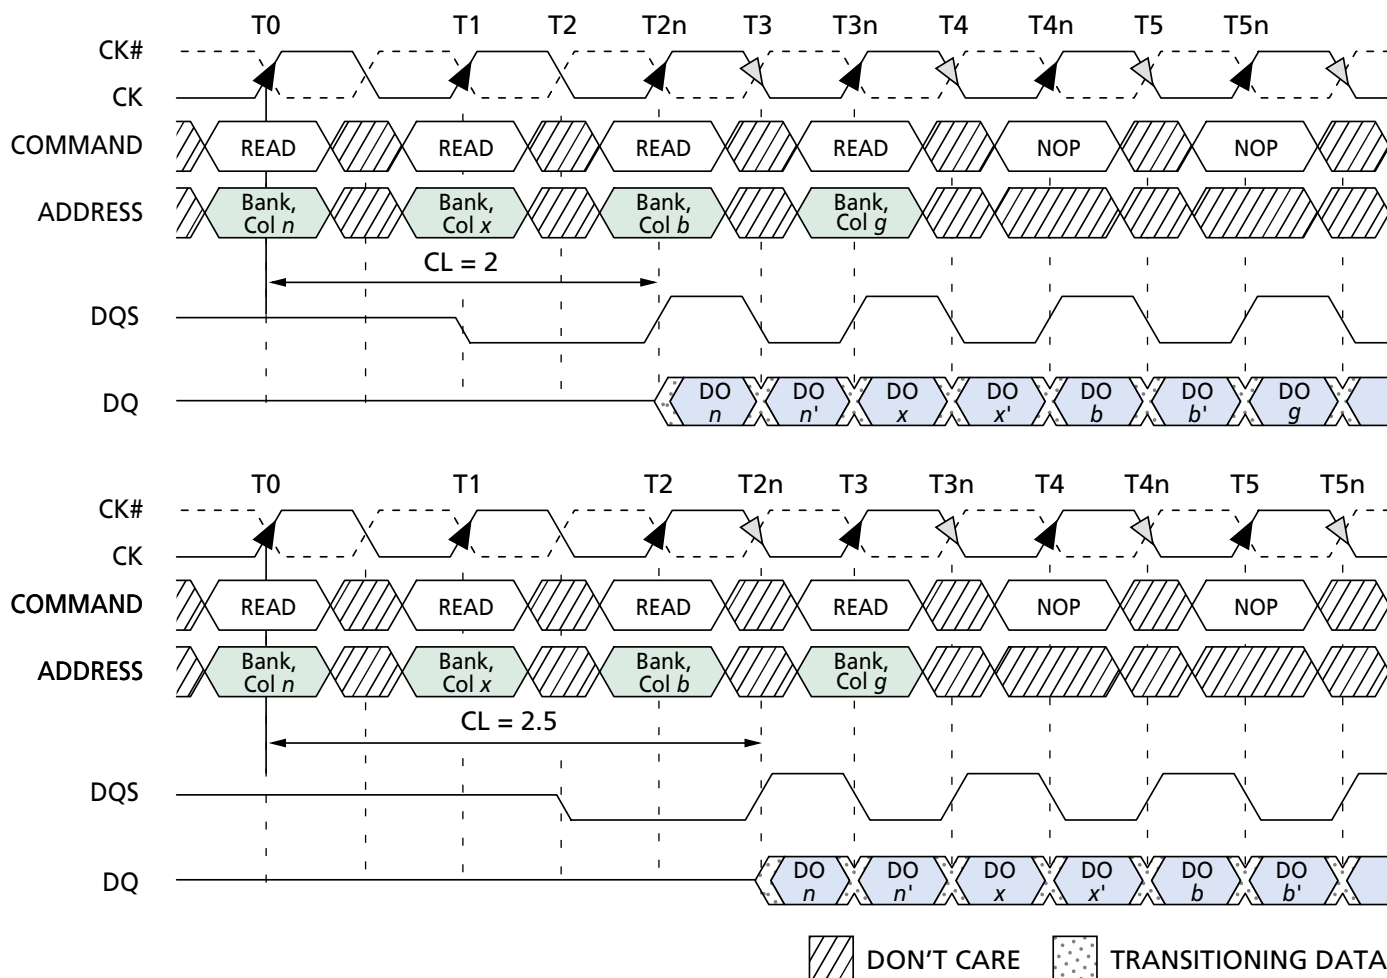 T0 T1 T2 T2n T3 T3n T4 T4n T5 T5n
CK#
CK
COMMAND READ READ READ READ NOP NOP
ADDRESS Bank, Bank, Bank, Bank,
Col n Col x Col b Col g
CL = 2
DQS
DQ DO DO DO DO DO DO DO
n n' x x' b b' g
T0 T1 T2 T2n T3 T3n T4 T4n T5 T5n
CK#
CK
COMMAND READ READ READ READ NOP NOP
ADDRESS Bank, Bank, Bank, Bank,
Col n Col x Col b Col g
CL = 2.5
DQS
DQ DO DO DO DO DO DO
n n' x x' b b'
DON'T CARE TRANSITIONING DATA